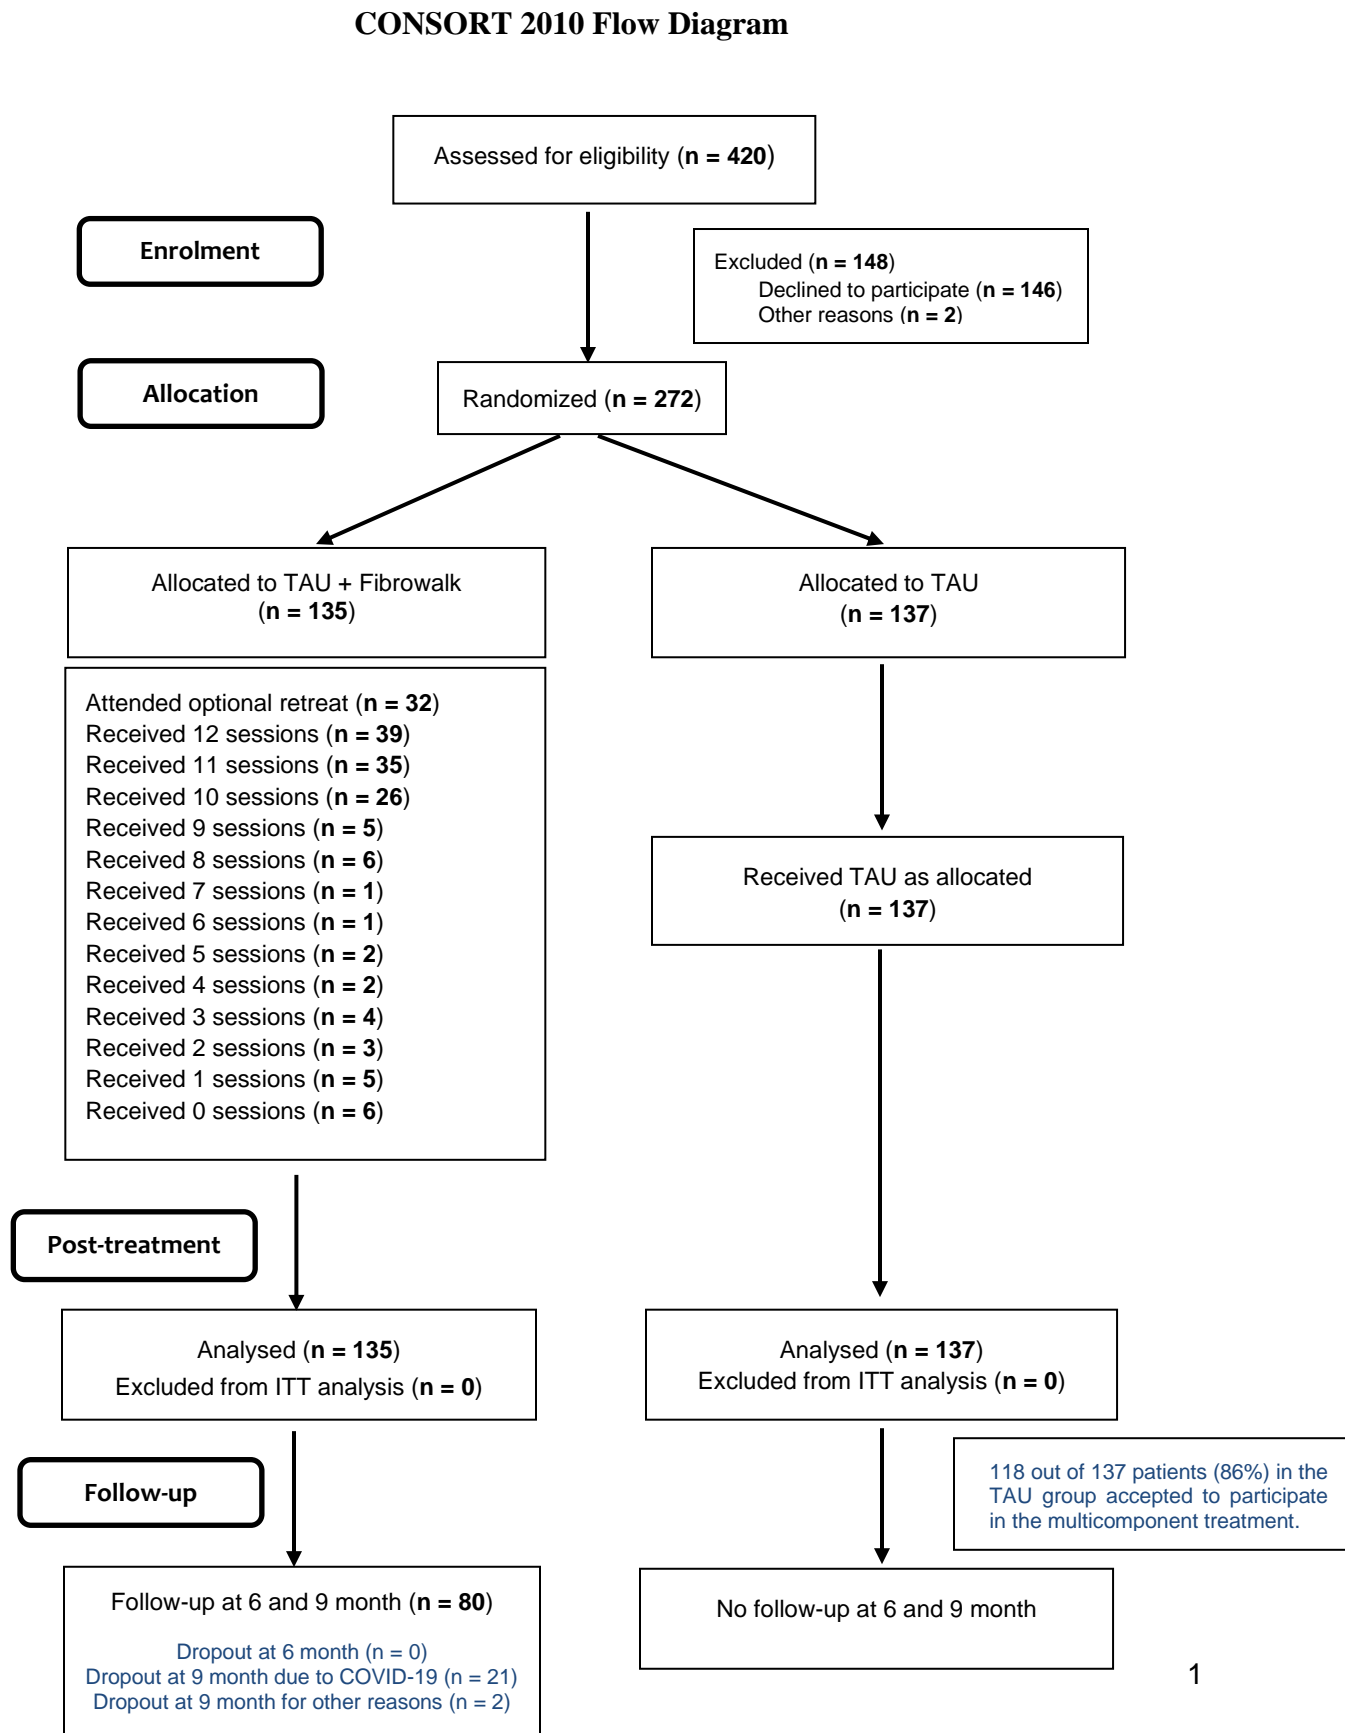 CONSORT 2010 Flow Diagram
Assessed for eligibility (n = 420)
Enrolment
Excluded (n = 148)
Declined to participate (n = 146)
Other reasons (n = 2)
Allocation
Randomized (n = 272)
Allocated to TAU + Fibrowalk
(n = 135)
Allocated to TAU
(n = 137)
Attended optional retreat (n = 32)
Received 12 sessions (n = 39)
Received 11 sessions (n = 35)
Received 10 sessions (n = 26)
Received 9 sessions (n = 5)
Received 8 sessions (n = 6)
Received 7 sessions (n = 1)
Received 6 sessions (n = 1)
Received 5 sessions (n = 2)
Received 4 sessions (n = 2)
Received 3 sessions (n = 4)
Received 2 sessions (n = 3)
Received 1 sessions (n = 5)
Received 0 sessions (n = 6)
Received TAU as allocated
(n = 137)
Post-treatment
Analysed (n = 135)
Excluded from ITT analysis (n = 0)
Analysed (n = 137)
Excluded from ITT analysis (n = 0)
Follow-up
118 out of 137 patients (86%) in the
TAU group accepted to participate
in the multicomponent treatment.
Follow-up at 6 and 9 month (n = 80)
Dropout at 6 month (n = 0)
Dropout at 9 month due to COVID-19 (n = 21)
Dropout at 9 month for other reasons (n = 2)
No follow-up at 6 and 9 month
1